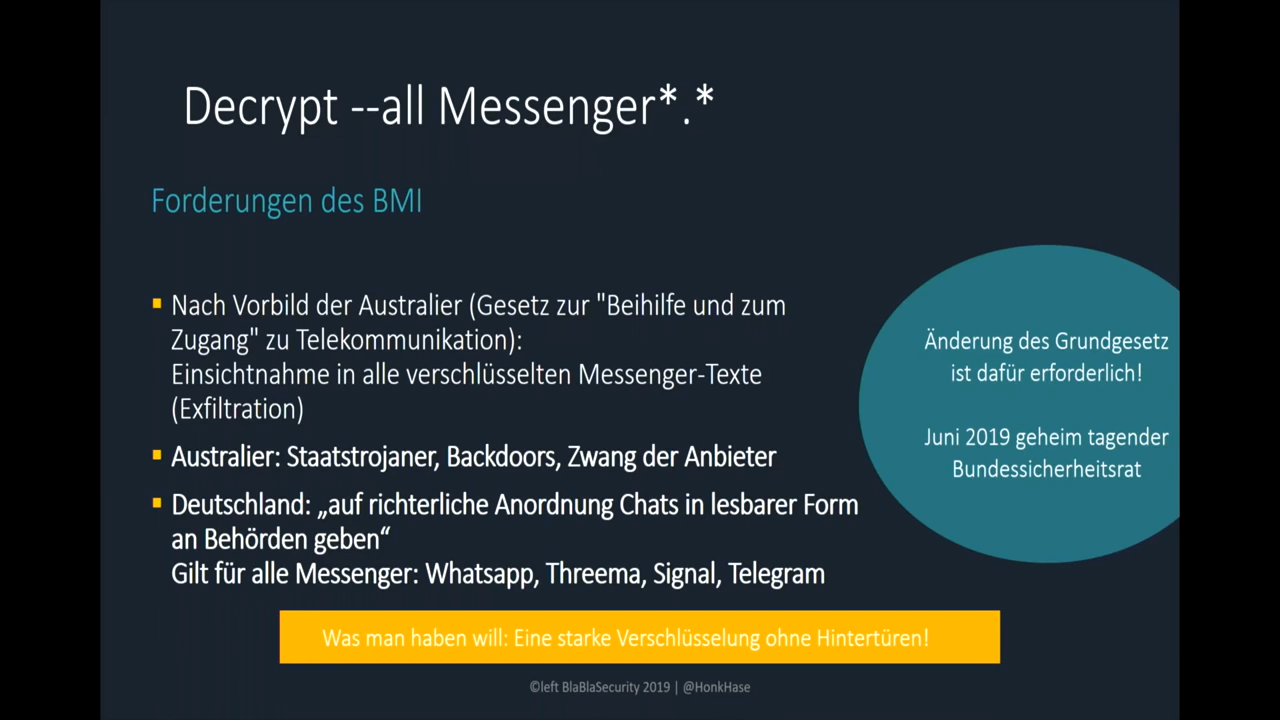 Decrypt --all Messenger*.*
Forderungen des BMI
Nach Vorbild der Australier (Gesetz zur "Beihilfe und zum
Zugang" zu Telekommunikation):
Einsichtnahme in alle verschlüsselten Messenger-Texte
(Exfiltration)
Australier: Staatstrojaner, Backdoors, Zwang der Anbieter
Deutschland: „auf richterliche Anordnung Chats in lesbarer Form
an Behörden geben“
Gilt für alle Messenger: Whatsapp, Threema, Signal, Telegram
Änderung des Grundgesetz
ist dafür erforderlich!
Juni 2019 geheim tagender
Bundessicherheitsrat
Was man haben will: Eine starke Verschlüsselung ohne Hintertüren!
©left BlaBlaSecurity 2019 | @HonkHase